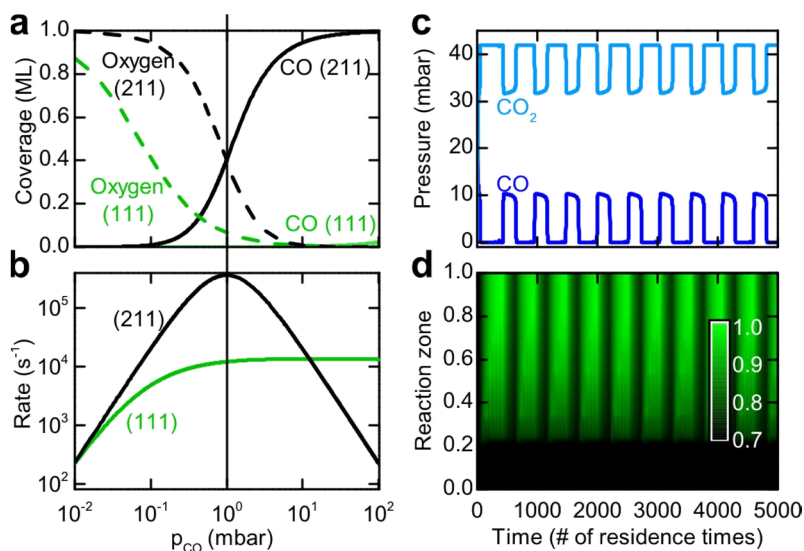 a
Coverage (ML)
1.0
0.8
0.6
0.4
0.2
0.0
Oxygen
(211)
CO (211)
Oxygen
(111)
CO (111)
b
Rate (s⁻¹)
10⁵
10⁴
10³
10²
(211)
(111)
10⁻² 10⁻¹ 10⁰ 10¹ 10²
p_CO (mbar)
c
Pressure (mbar)
40
30
20
10
0
CO₂
CO
d
Reaction zone
1.0
0.8
0.6
0.4
0.2
0.0
1.0
0.9
0.8
0.7
0 1000 2000 3000 4000 5000
Time (# of residence times)